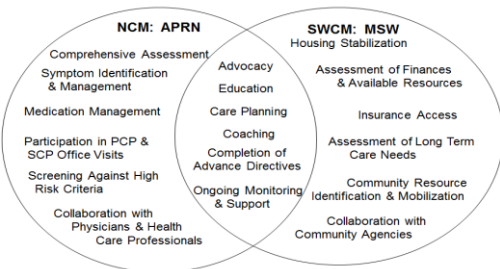 NCM: APRN
Comprehensive Assessment
Symptom Identification
& Management
Medication Management
Participation in PCP &
SCP Office Visits
Screening Against High
Risk Criteria
Collaboration with
Physicians & Health
Care Professionals
Advocacy
Education
Care Planning
Coaching
Completion of
Advance Directives
Ongoing Monitoring
& Support
SWCM: MSW
Housing Stabilization
Assessment of Finances
& Available Resources
Insurance Access
Assessment of Long Term
Care Needs
Community Resource
Identification & Mobilization
Collaboration with
Community Agencies